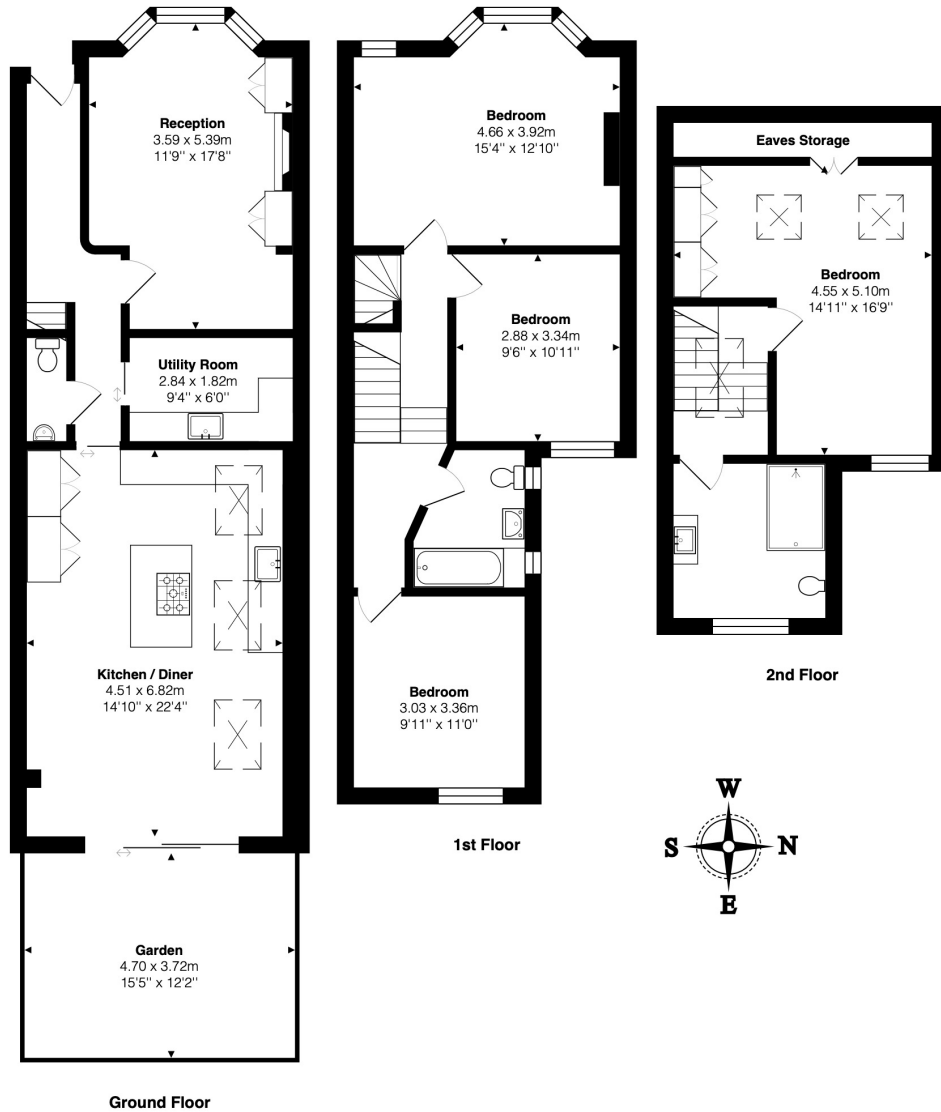 Reception
3.59 x 5.39m
11'9'' x 17'8''
Utility Room
2.84 x 1.82m
9'4'' x 6'0''
Kitchen / Diner
4.51 x 6.82m
14'10'' x 22'4''
Garden
4.70 x 3.72m
15'5'' x 12'2''
Ground Floor
Bedroom
4.66 x 3.92m
15'4'' x 12'10''
Bedroom
2.88 x 3.34m
9'6'' x 10'11''
Bedroom
3.03 x 3.36m
9'11'' x 11'0''
1st Floor
Eaves Storage
Bedroom
4.55 x 5.10m
14'11'' x 16'9''
2nd Floor
W
S N
E